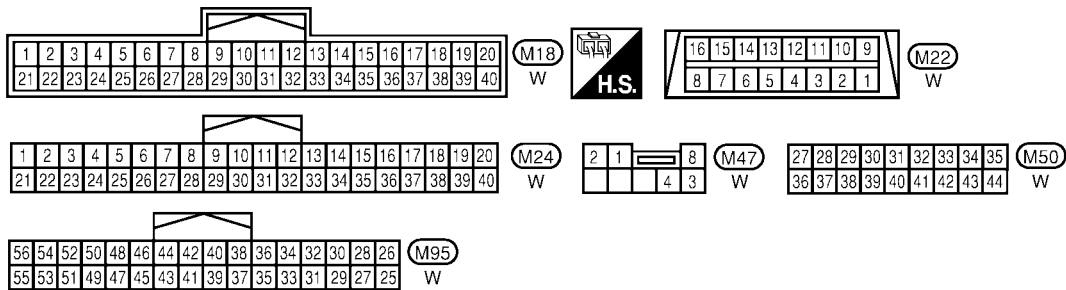 1 2 3 4 5 6 7 8 9 10 11 12 13 14 15 16 17 18 19 20
21 22 23 24 25 26 27 28 29 30 31 32 33 34 35 36 37 38 39 40
M18
W
H.S.
16 15 14 13 12 11 10 9
8 7 6 5 4 3 2 1
M22
W
1 2 3 4 5 6 7 8 9 10 11 12 13 14 15 16 17 18 19 20
21 22 23 24 25 26 27 28 29 30 31 32 33 34 35 36 37 38 39 40
M24
W
2 1 8
4 3
M47
W
27 28 29 30 31 32 33 34 35
36 37 38 39 40 41 42 43 44
M50
W
56 54 52 50 48 46 44 42 40 38 36 34 32 30 28 26
55 53 51 49 47 45 43 41 39 37 35 33 31 29 27 25
M95
W